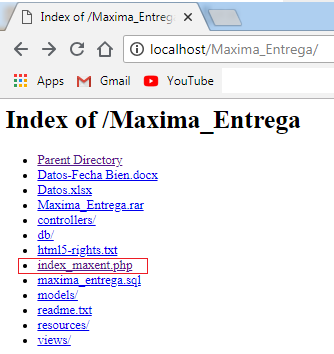 Index of /Maxima_Entrega
localhost/Maxima_Entrega/
Apps Gmail YouTube
Index of /Maxima_Entrega
Parent Directory
Datos-Fecha Bien.docx
Datos.xlsx
Maxima_Entrega.rar
controllers/
db/
html5-rights.txt
index_maxent.php
maxima_entrega.sql
models/
readme.txt
resources/
views/